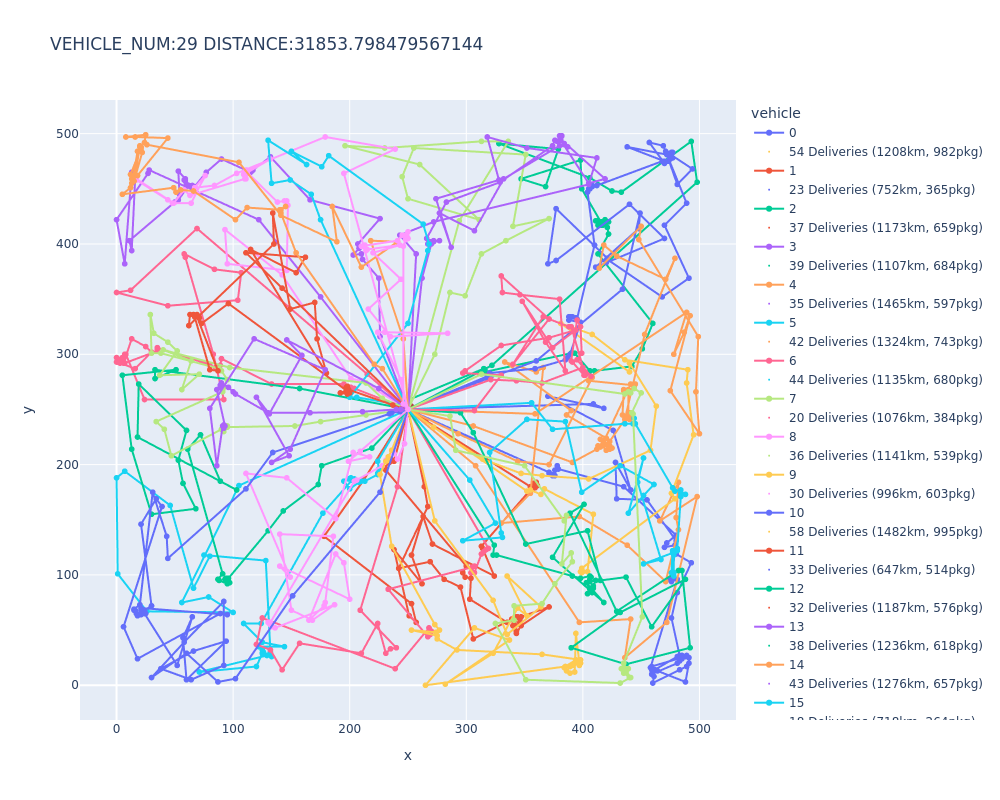 VEHICLE_NUM:29 DISTANCE:31853.798479567144
vehicle
0
54 Deliveries (1208km, 982pkg)
1
23 Deliveries (752km, 365pkg)
2
37 Deliveries (1173km, 659pkg)
3
39 Deliveries (1107km, 684pkg)
4
35 Deliveries (1465km, 597pkg)
5
42 Deliveries (1324km, 743pkg)
6
44 Deliveries (1135km, 680pkg)
7
20 Deliveries (1076km, 384pkg)
8
36 Deliveries (1141km, 539pkg)
9
30 Deliveries (996km, 603pkg)
10
58 Deliveries (1482km, 995pkg)
11
33 Deliveries (647km, 514pkg)
12
32 Deliveries (1187km, 576pkg)
13
38 Deliveries (1236km, 618pkg)
14
43 Deliveries (1276km, 657pkg)
15
500
400
300
200
100
0
y
0
100
200
300
400
500
x